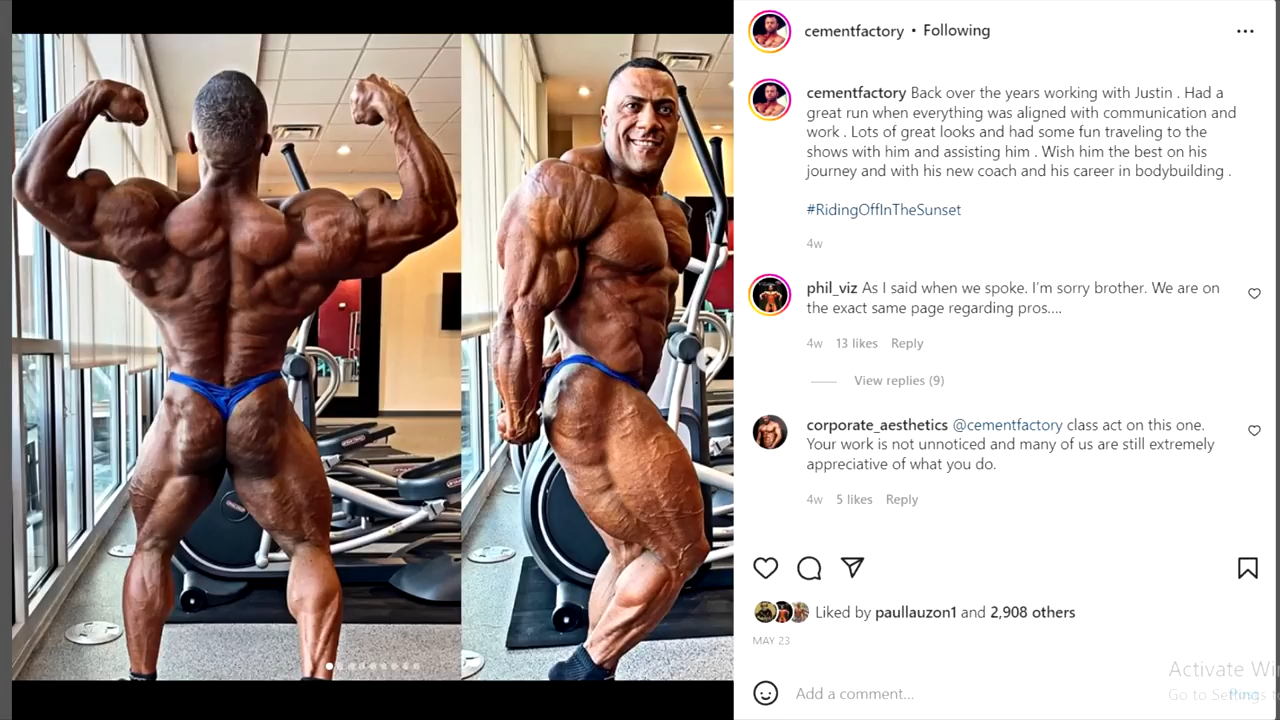 cementfactory • Following
cementfactory Back over the years working with Justin . Had a
great run when everything was aligned with communication and
work . Lots of great looks and had some fun traveling to the
shows with him and assisting him . Wish him the best on his
journey and with his new coach and his career in bodybuilding .
#RidingOffInTheSunset
4w
phil_viz As I said when we spoke. I'm sorry brother. We are on
the exact same page regarding pros....
4w 13 likes Reply
View replies (9)
corporate_aesthetics @cementfactory class act on this one.
Your work is not unnoticed and many of us are still extremely
appreciative of what you do.
4w 5 likes Reply
Liked by paullauzon1 and 2,908 others
MAY 23
Activate Wi
Add a comment...
Go to Settings t
Post